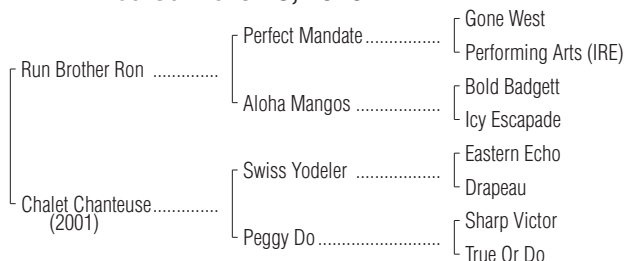 Gone West
Perfect Mandate ................
Performing Arts (IRE)
Run Brother Ron ..............
Bold Badgett
Aloha Mangos ...................
Icy Escapade
Eastern Echo
Swiss Yodeler ...................
Drapeau
Chalet Chanteuse..............
(2001)
Sharp Victor
Peggy Do ...........................
True Or Do